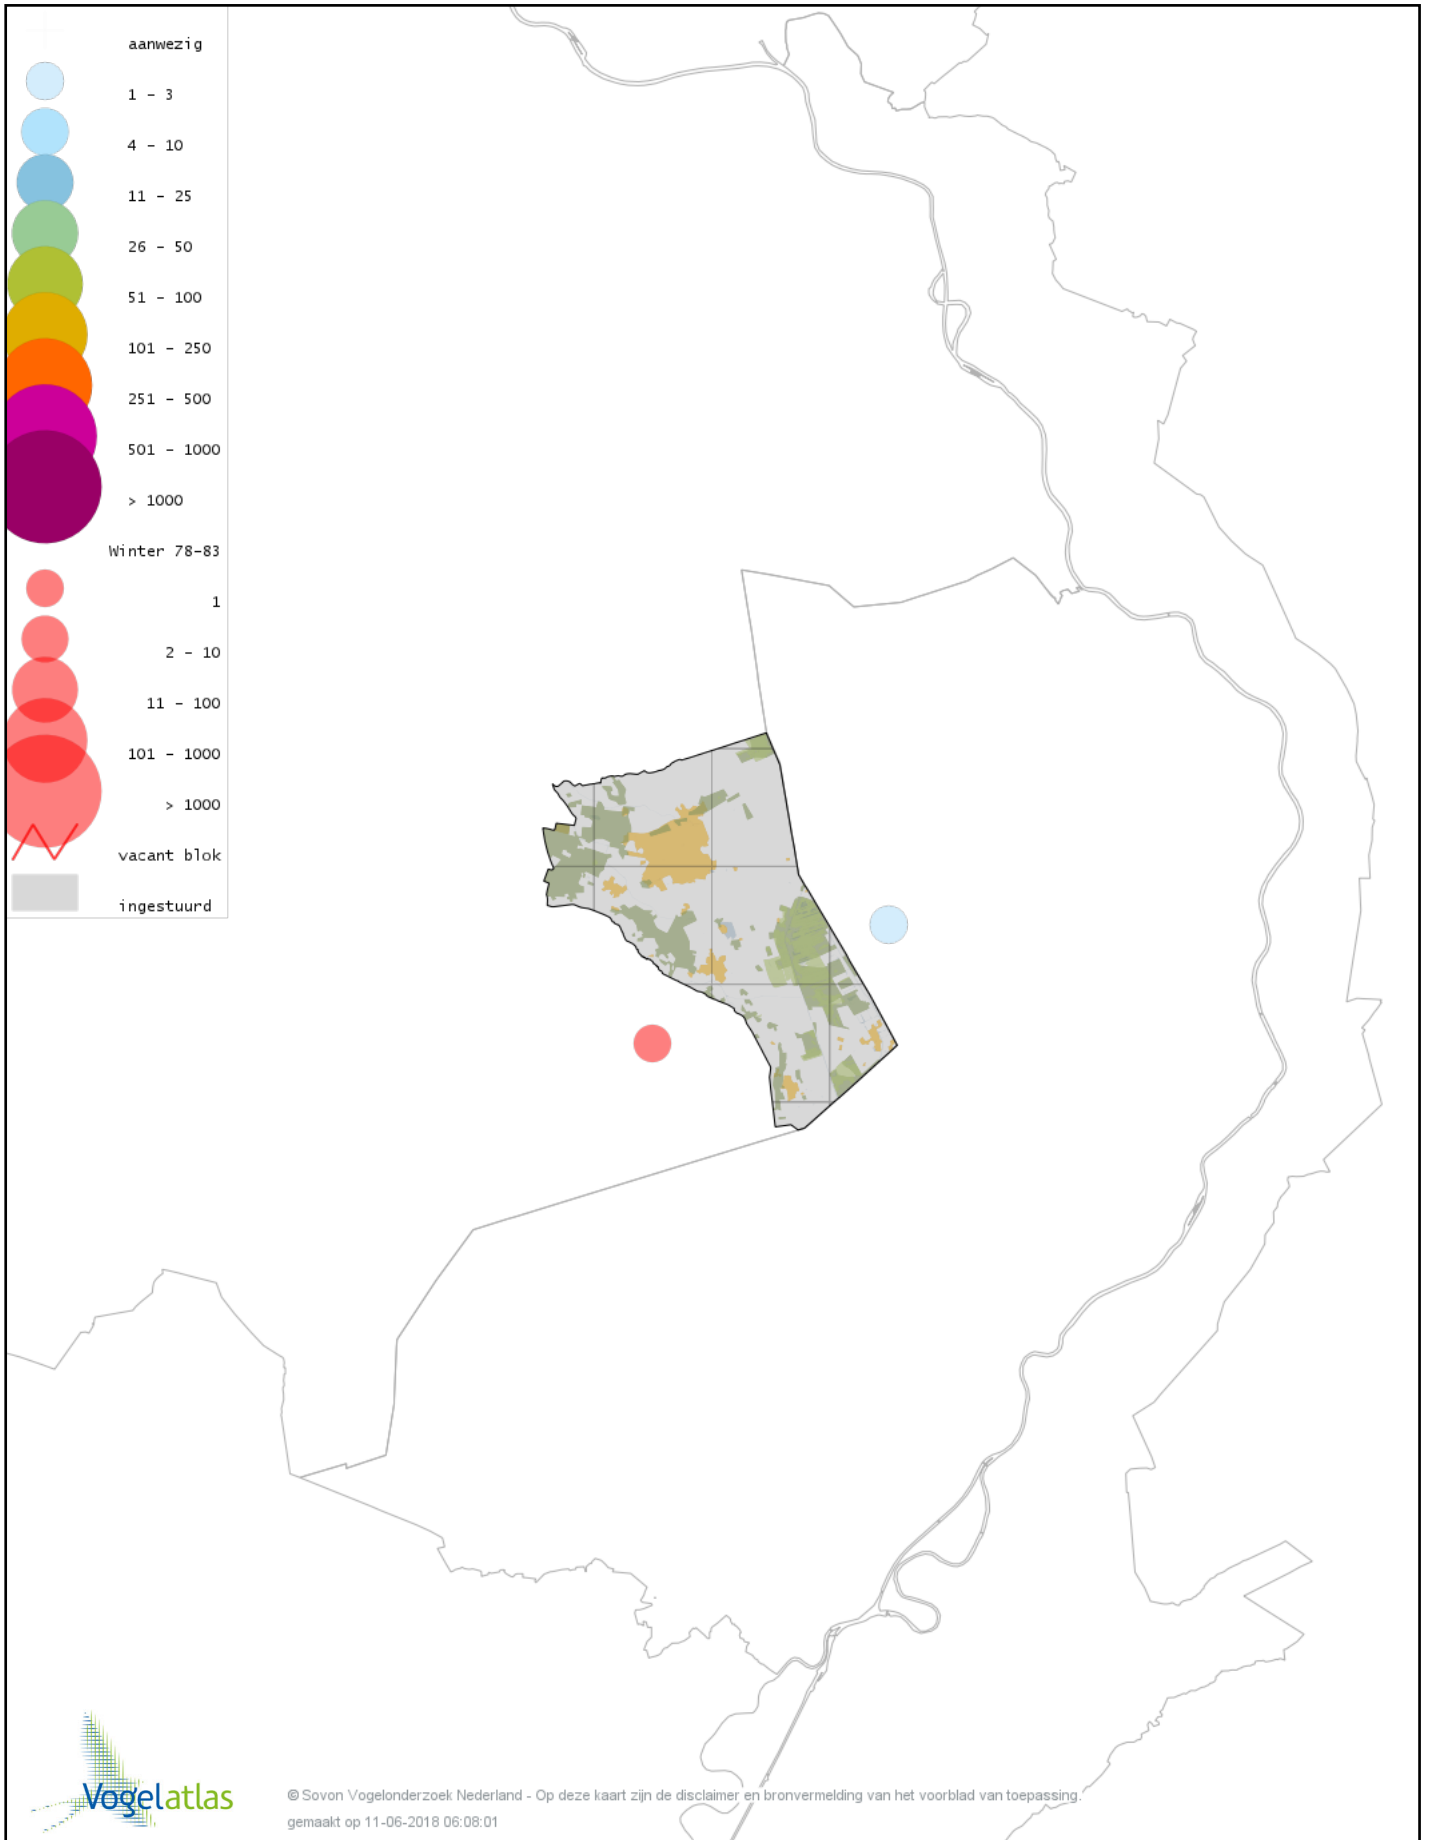 aanwezig
1 - 3
4 - 10
11 - 25
26 - 50
51 - 100
101 - 250
251 - 500
501 - 1000
> 1000
Winter 78-83
1
2 - 10
11 - 100
101 - 1000
> 1000
vacant blok
ingestuurd
Vogelatlas
© Sovon Vogelonderzoek Nederland - Op deze kaart zijn de disclaimer en bronvermelding van het voorblad van toepassing.
gemaakt op 11-06-2018 06:08:01